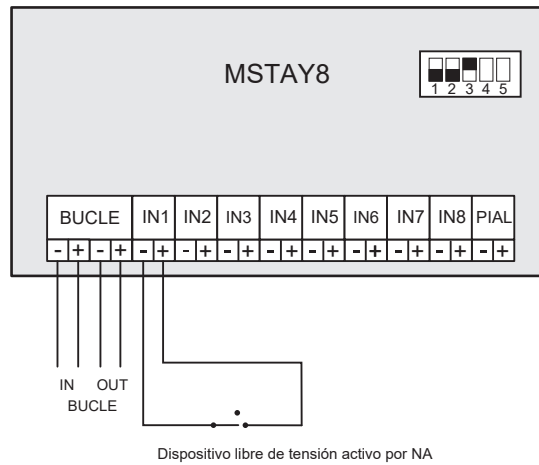 MSTAY8
1 2 3 4 5
BUCLE IN1 IN2 IN3 IN4 IN5 IN6 IN7 IN8 PIAL
- + - + - + - + - + - + - + - + - + - + - +
IN OUT
BUCLE
Dispositivo libre de tensión activo por NA